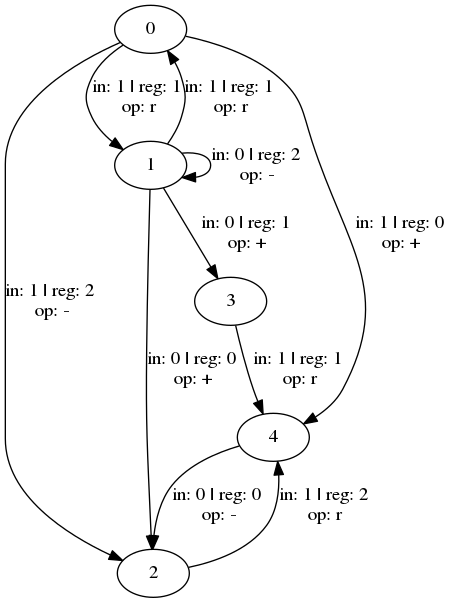 0
in: 1 | reg: 1
op: r
in: 1 | reg: 1
op: r
1
in: 0 | reg: 2
op: -
in: 0 | reg: 1
op: +
in: 1 | reg: 0
op: +
in: 1 | reg: 2
op: -
3
in: 0 | reg: 0
op: +
in: 1 | reg: 1
op: r
4
in: 0 | reg: 0
op: -
in: 1 | reg: 2
op: r
2